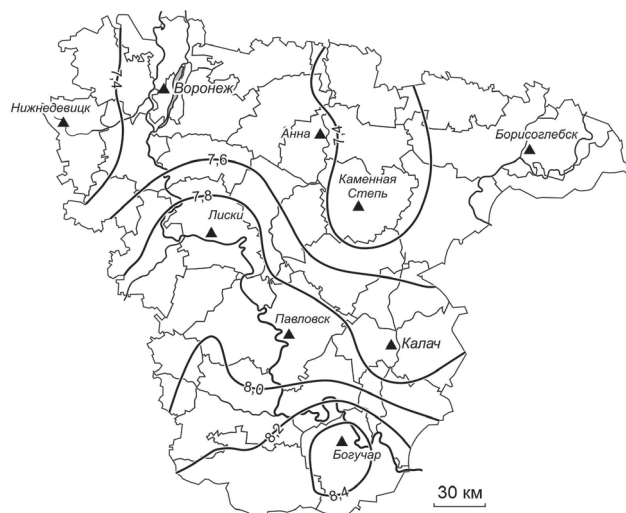 7,4
Воронеж
Нижнедевицк
Анна
7,4
Борисоглебск
7,6
Каменная
Степь
7,8
Лиски
Павловск
Калач
8,0
8,2
Богучар
8,4
30 км